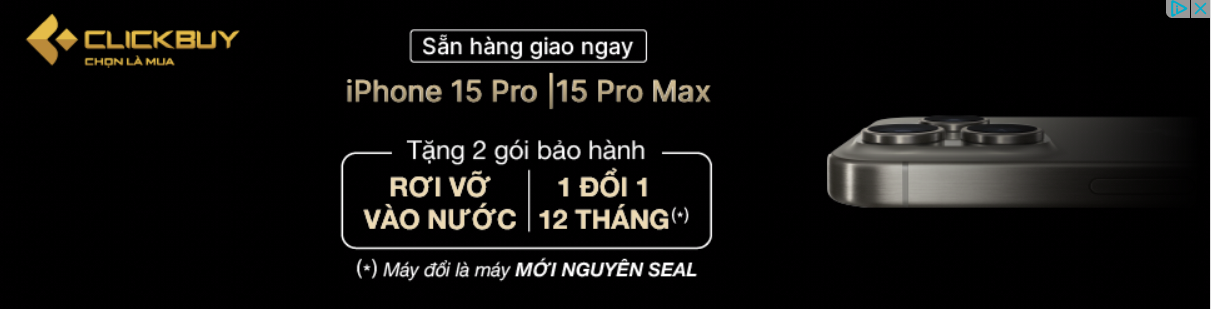 CLICKBUY
CHỌN LÀ MUA
Sẵn hàng giao ngay
iPhone 15 Pro | 15 Pro Max
Tặng 2 gói bảo hành
RƠI VỠ
VÀO NƯỚC
1 ĐỔI 1
12 THÁNG(*)
(*) Máy đổi là máy MỚI NGUYÊN SEAL